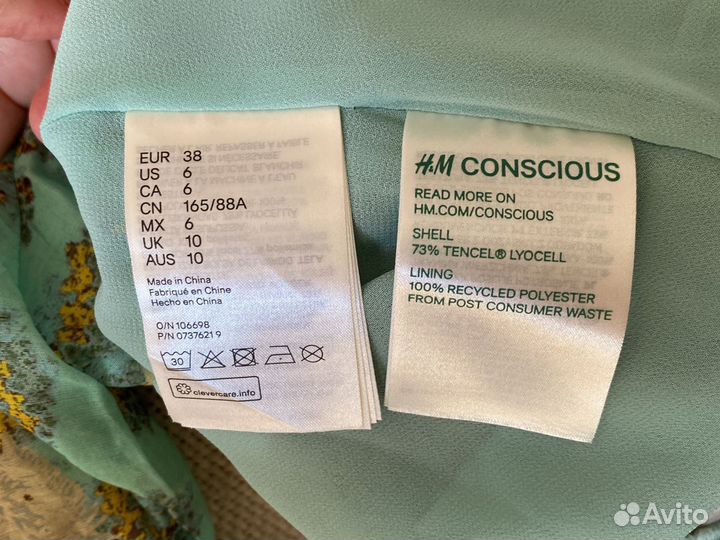 EUR 38
US 6
CA 6
CN 165/88A
MX 6
UK 10
AUS 10
Made in China
Fabriqué en Chine
Hecho en China
O/N 106698
P/N 0737621 9
30
clevercare.info
H&M CONSCIOUS
READ MORE ON
HM.COM/CONSCIOUS
SHELL
73% TENCEL® LYOCELL
LINING
100% RECYCLED POLYESTER
FROM POST CONSUMER WASTE
Avito